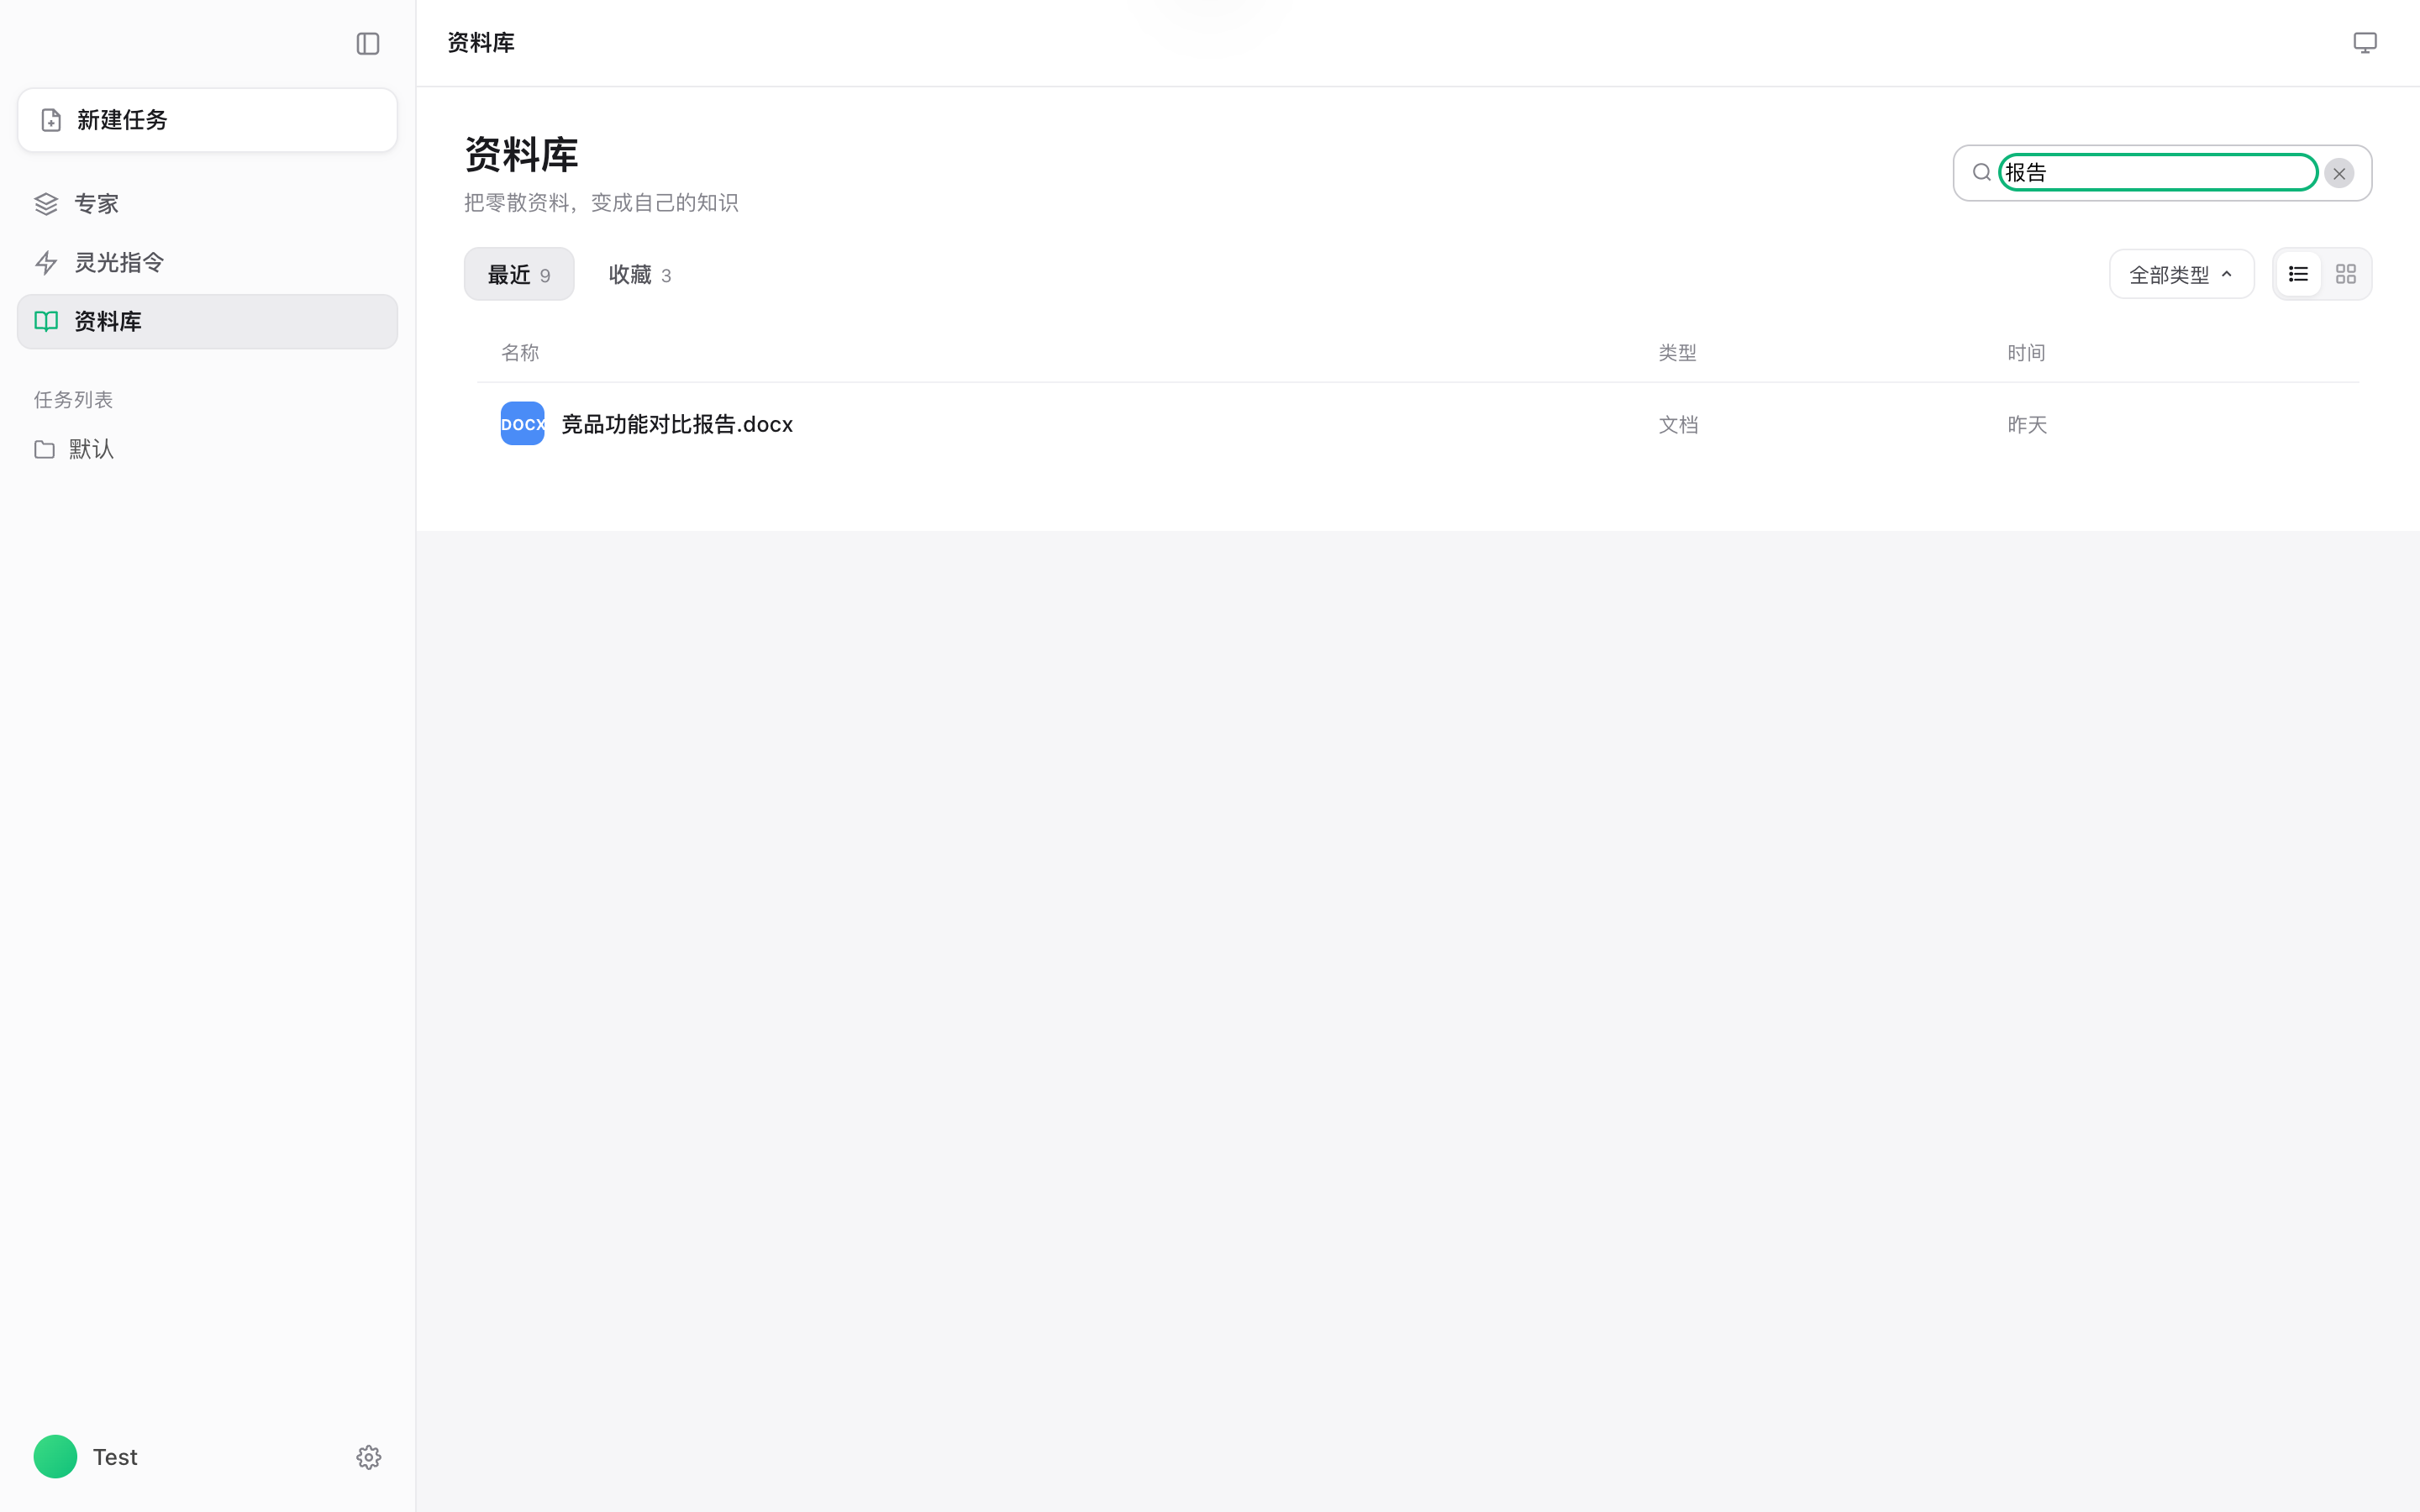 资料库
新建任务
专家
灵光指令
资料库
任务列表
默认
Test
资料库
把零散资料，变成自己的知识
报告
最近 9
收藏 3
全部类型
名称 类型 时间
DOCX 竞品功能对比报告.docx 文档 昨天